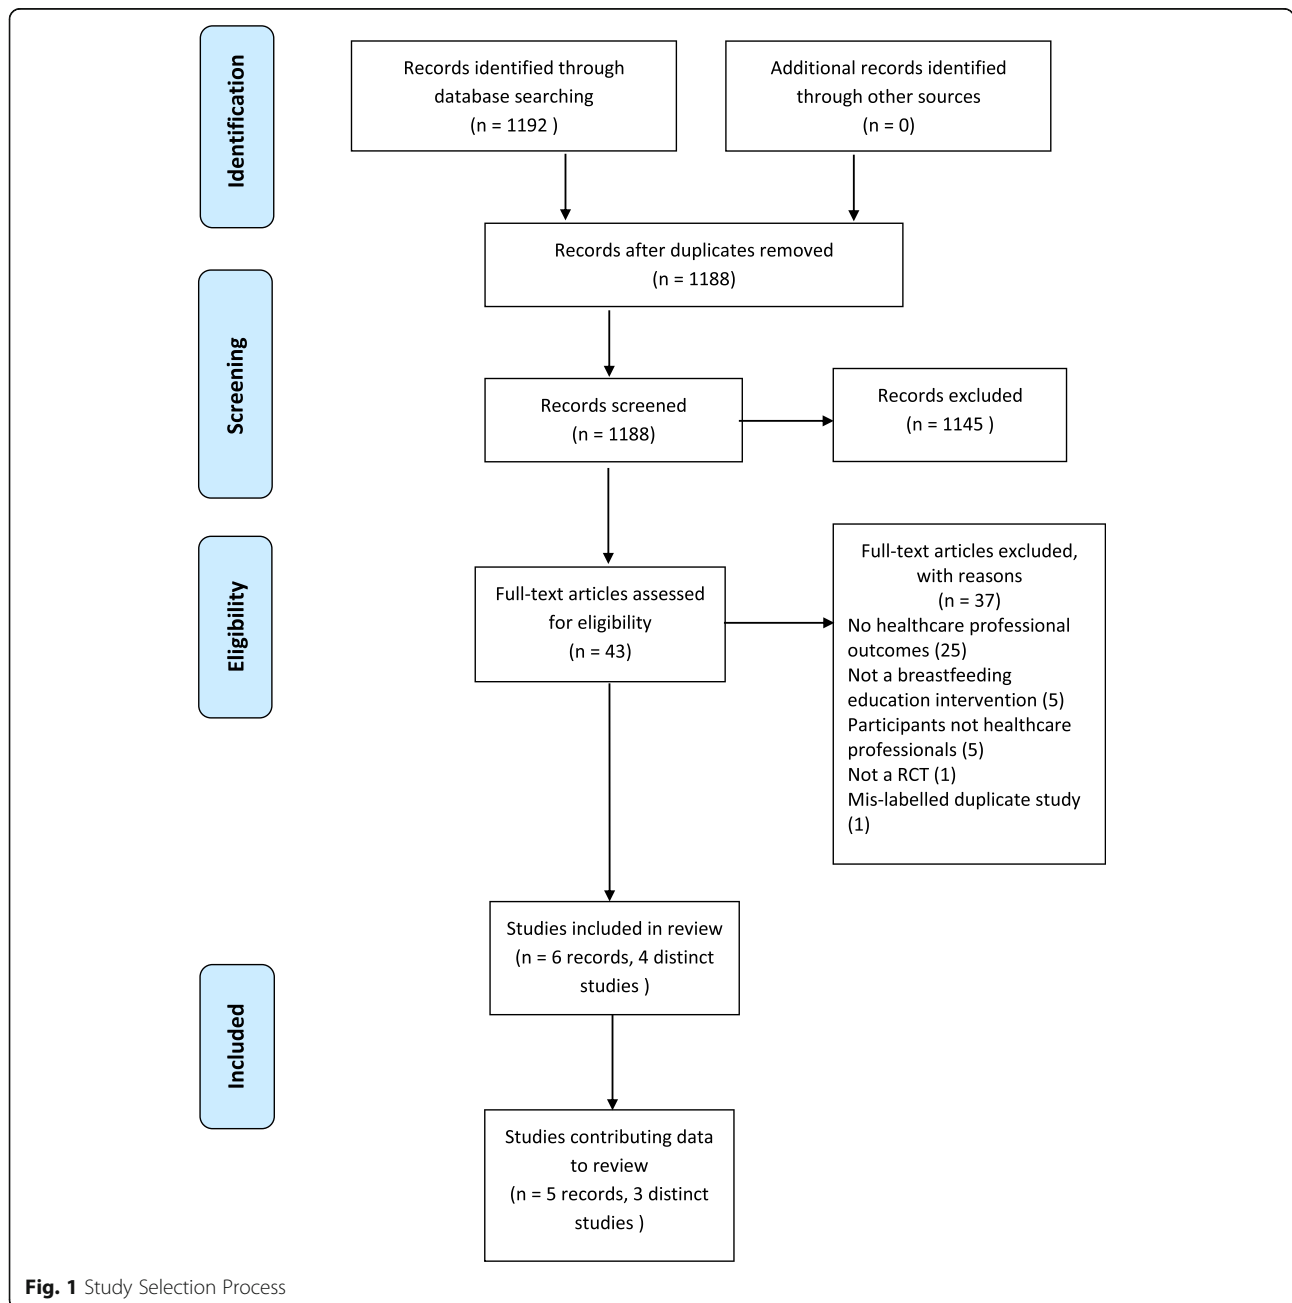 Identification
Records identified through
database searching
(n = 1192 )
Additional records identified
through other sources
(n = 0)
Records after duplicates removed
(n = 1188)
Screening
Records screened
(n = 1188)
Records excluded
(n = 1145 )
Eligibility
Full-text articles assessed
for eligibility
(n = 43)
Full-text articles excluded,
with reasons
(n = 37)
No healthcare professional
outcomes (25)
Not a breastfeeding
education intervention (5)
Participants not healthcare
professionals (5)
Not a RCT (1)
Mis-labelled duplicate study
(1)
Included
Studies included in review
(n = 6 records, 4 distinct
studies )
Studies contributing data
to review
(n = 5 records, 3 distinct
studies )
Fig. 1 Study Selection Process